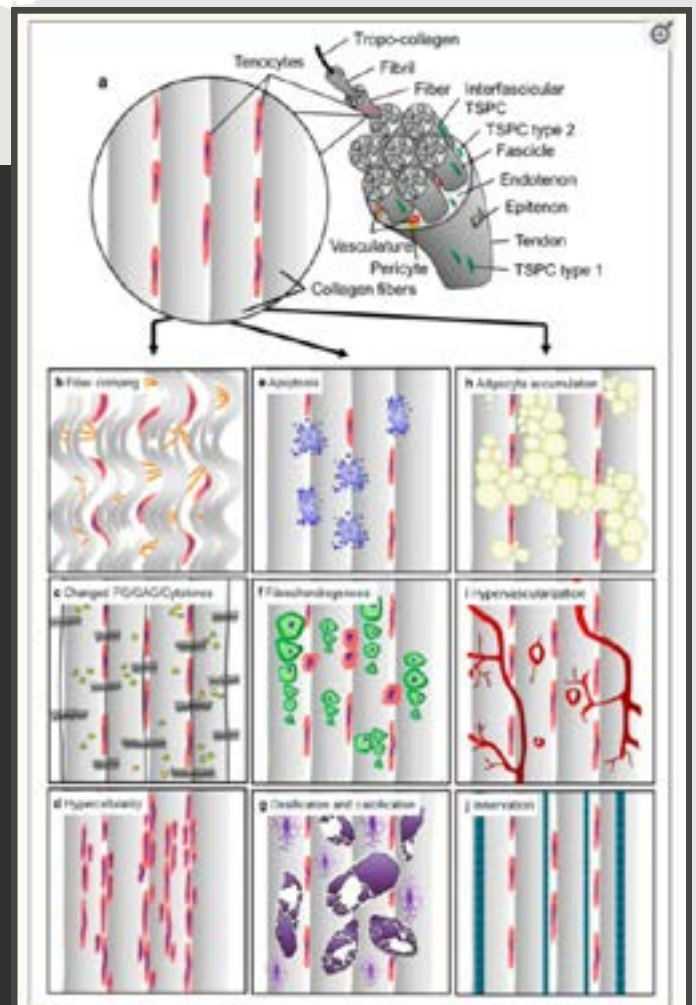 a
Tropo-collagen
Tenocytes
Fibril
Fiber
Interfascicular
TSPC
TSPC type 2
Fascicle
Endotenon
Epitenon
Vasculature
Tendon
Pericyte
TSPC type 1
Collagen fibers
b Fiber crimping
e Apoptosis
h Adipocyte accumulation
c Changed PG/GAG/Cytokines
f Fibrochondrogenesis
i Hypervascularization
d Hypercellularity
g Ossification and calcification
j Innervation